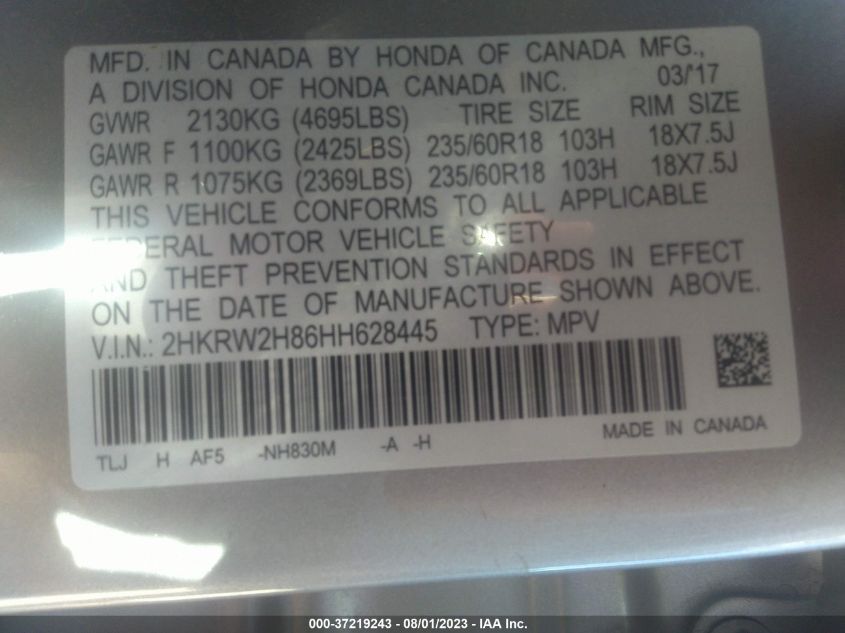 MFD. IN CANADA BY HONDA OF CANADA MFG.,
A DIVISION OF HONDA CANADA INC. 03/'17
GVWR 2130KG (4695LBS) TIRE SIZE RIM SIZE
GAWR F 1100KG (2425LBS) 235/60R18 103H 18X7.5J
GAWR R 1075KG (2369LBS) 235/60R18 103H 18X7.5J
THIS VEHICLE CONFORMS TO ALL APPLICABLE
FEDERAL MOTOR VEHICLE SAFETY
AND THEFT PREVENTION STANDARDS IN EFFECT
ON THE DATE OF MANUFACTURE SHOWN ABOVE.
V.I.N.: 2HKRW2H86HH628445 TYPE: MPV
TLJ H AF5 -NH830M -A -H MADE IN CANADA
000-37219243 - 08/01/2023 - IAA Inc.